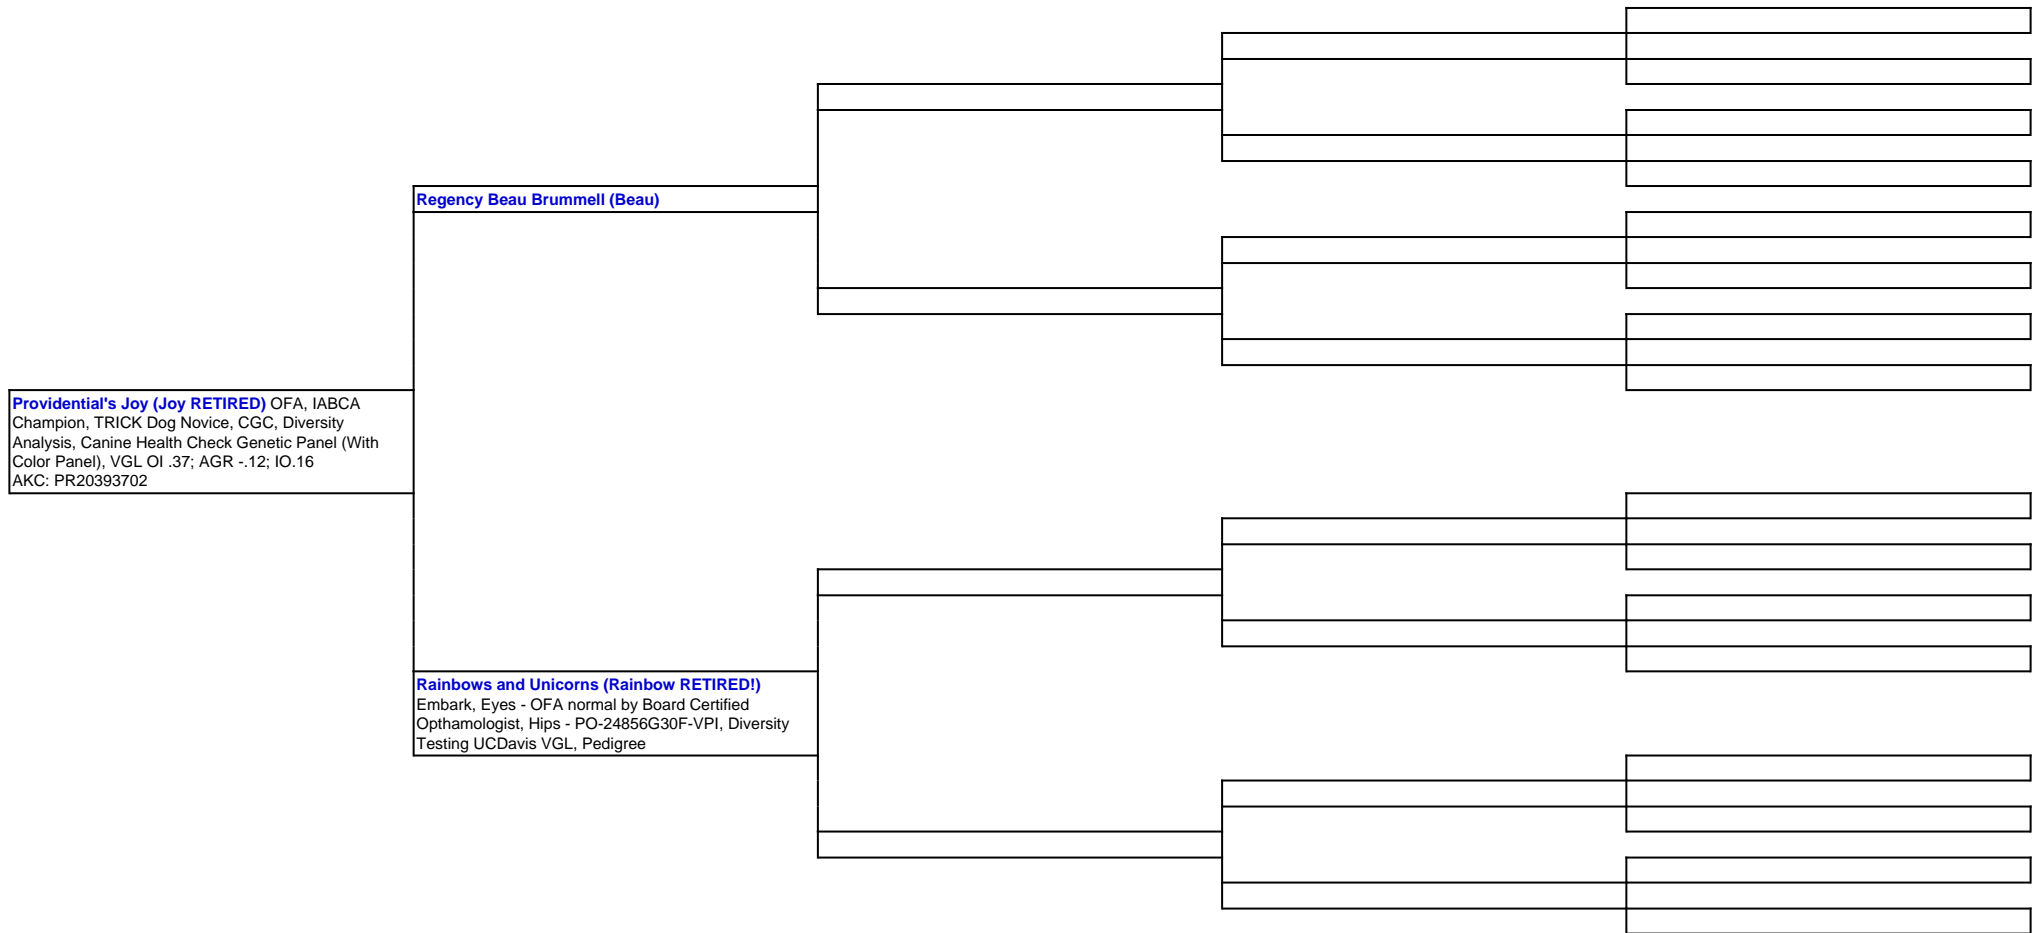 Regency Beau Brummell (Beau)
Providential's Joy (Joy RETIRED) OFA, IABCA
Champion, TRICK Dog Novice, CGC, Diversity
Analysis, Canine Health Check Genetic Panel (With
Color Panel), VGL OI .37; AGR -.12; IO.16
AKC: PR20393702
Rainbows and Unicorns (Rainbow RETIRED!)
Embark, Eyes - OFA normal by Board Certified
Opthamologist, Hips - PO-24856G30F-VPI, Diversity
Testing UCDavis VGL, Pedigree